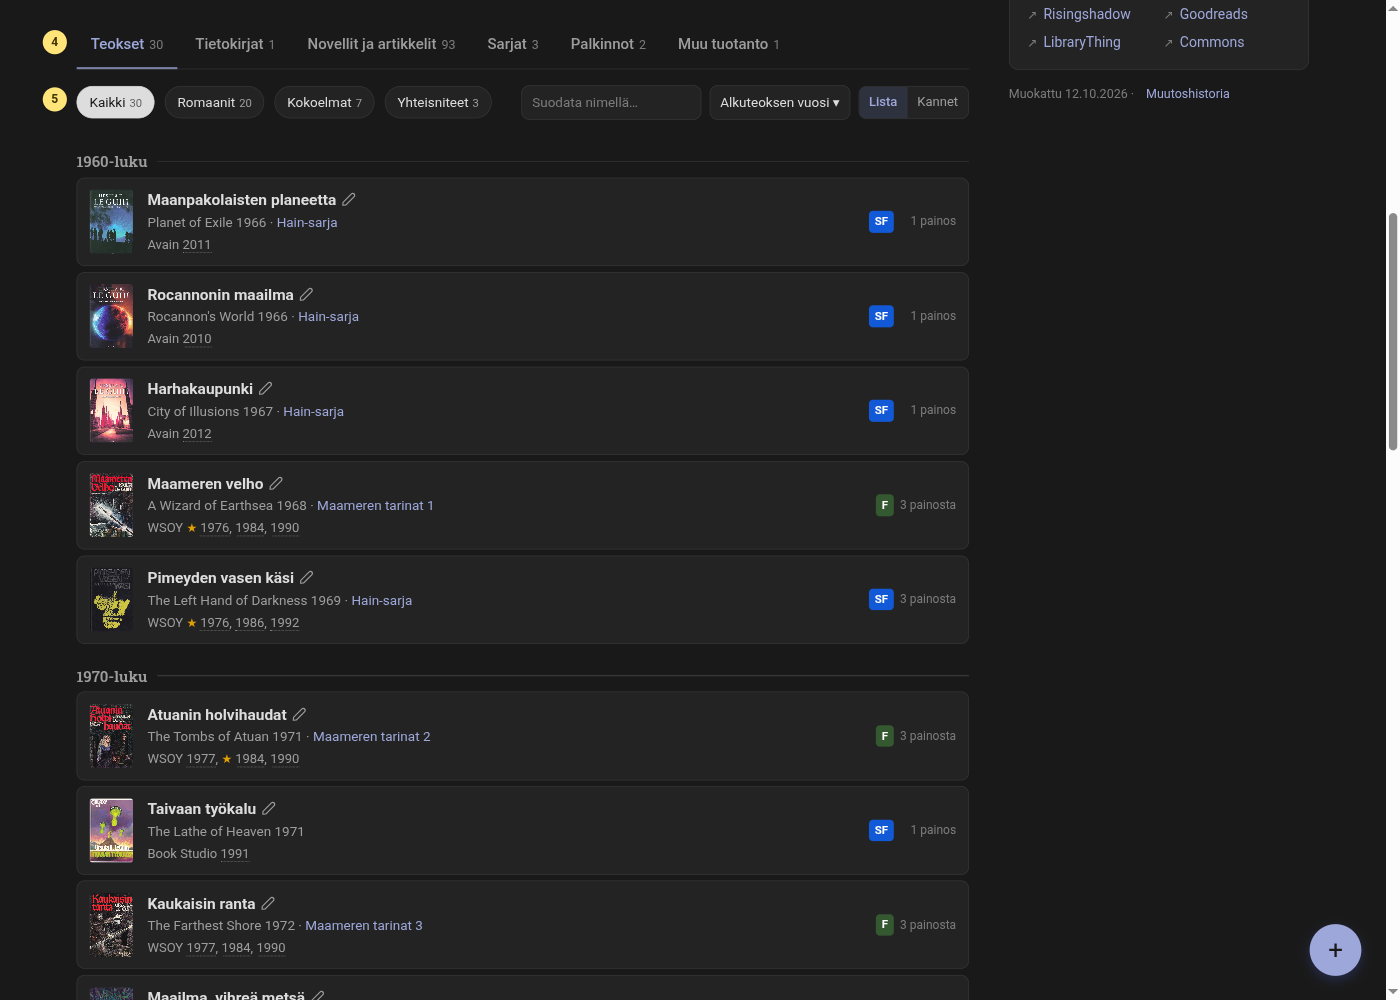 ↗ Risingshadow ↗ Goodreads
↗ LibraryThing ↗ Commons
Muokattu 12.10.2026 · Muutoshistoria
4 Teokset 30 Tietokirjat 1 Novellit ja artikkelit 93 Sarjat 3 Palkinnot 2 Muu tuotanto 1
5 Kaikki 30 Romaanit 20 Kokoelmat 7 Yhteisniteet 3 Suodata nimellä... Alkuteoksen vuosi ▾ Lista Kannet
1960-luku
Maanpakolaisten planeetta
Planet of Exile 1966 · Hain-sarja SF 1 painos
Avain 2011
Rocannonin maailma
Rocannon's World 1966 · Hain-sarja SF 1 painos
Avain 2010
Harhakaupunki
City of Illusions 1967 · Hain-sarja SF 1 painos
Avain 2012
Maameren velho
A Wizard of Earthsea 1968 · Maameren tarinat 1 F 3 painosta
WSOY ★ 1976, 1984, 1990
Pimeyden vasen käsi
The Left Hand of Darkness 1969 · Hain-sarja SF 3 painosta
WSOY ★ 1976, 1986, 1992
1970-luku
Atuanin holvihaudat
The Tombs of Atuan 1971 · Maameren tarinat 2 F 3 painosta
WSOY 1977, ★ 1984, 1990
Taivaan työkalu
The Lathe of Heaven 1971 SF 1 painos
Book Studio 1991
Kaukaisin ranta
The Farthest Shore 1972 · Maameren tarinat 3 F 3 painosta
WSOY 1977, 1984, 1990
Maailma, vihreä metsä
+